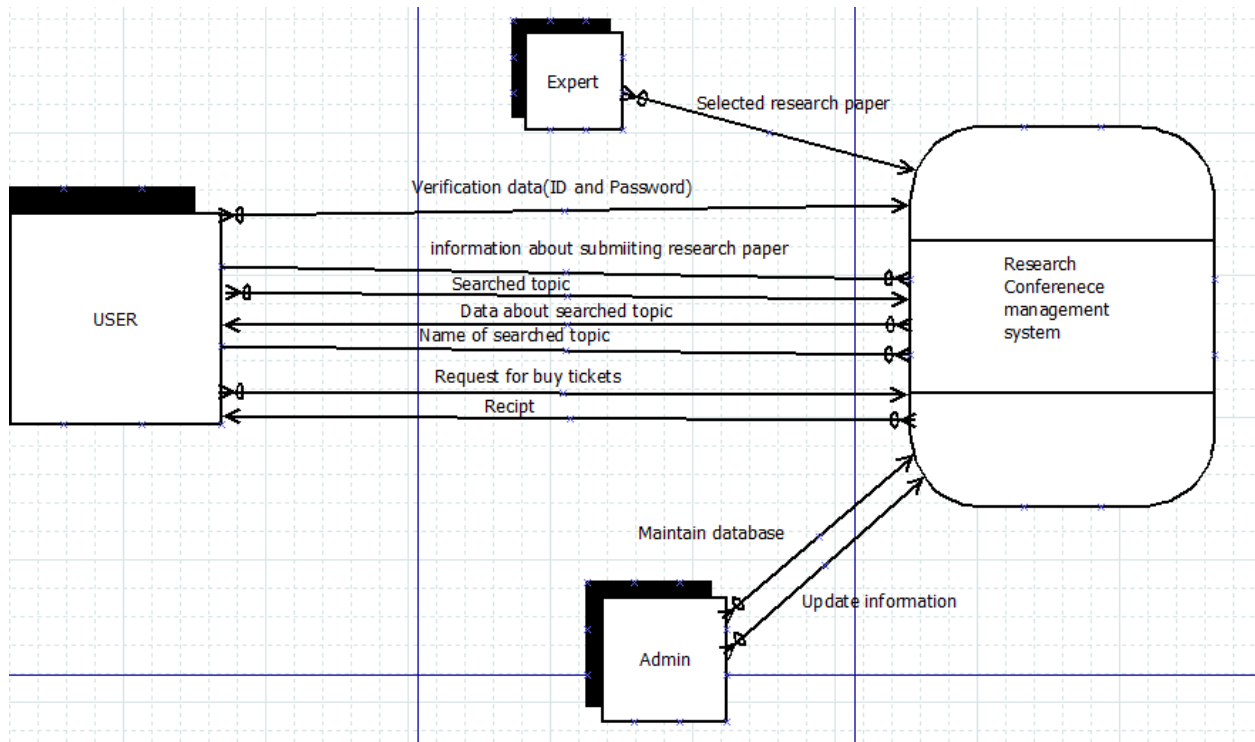 Expert
Selected research paper
Verification data(ID and Password)
information about submiiting research paper
Searched topic
Data about searched topic
Name of searched topic
Request for buy tickets
Recipt
USER
Research
Conferenece
management
system
Maintain database
Update information
Admin